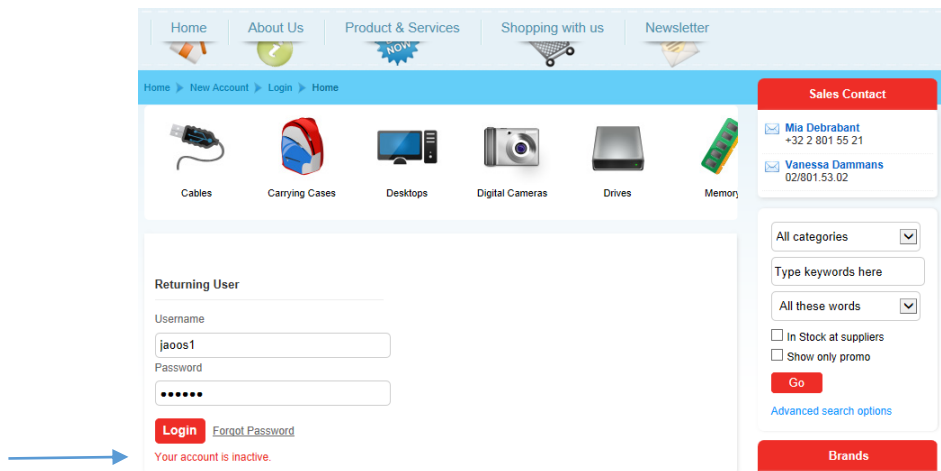 Home About Us Product & Services Shopping with us Newsletter
NOW
Home New Account Login Home
Cables Carrying Cases Desktops Digital Cameras Drives Memory
Returning User
Username
jaoos1
Password
••••••
Login Forgot Password
Your account is inactive.
Sales Contact
Mia Debrabant
+32 2 801 55 21
Vanessa Dammans
02/801.53.02
All categories
Type keywords here
All these words
In Stock at suppliers
Show only promo
Go
Advanced search options
Brands